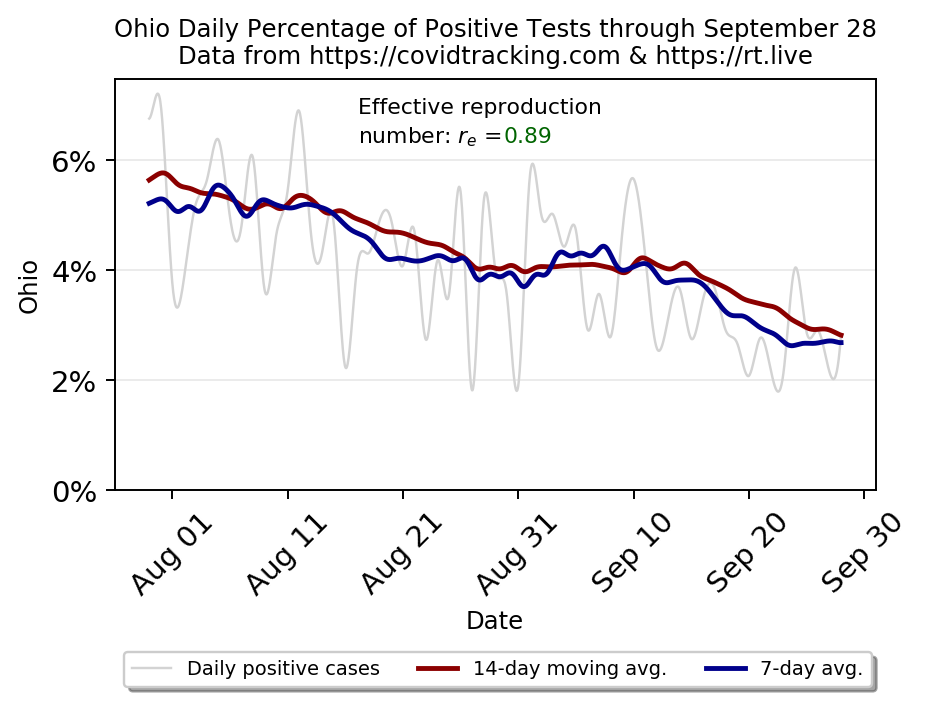 Ohio Daily Percentage of Positive Tests through September 28
Data from https://covidtracking.com & https://rt.live
Effective reproduction
number: rₑ =0.89
6%
4%
2%
0%
Ohio
Aug 01
Aug 11
Aug 21
Aug 31
Sep 10
Sep 20
Sep 30
Date
Daily positive cases
14-day moving avg.
7-day avg.